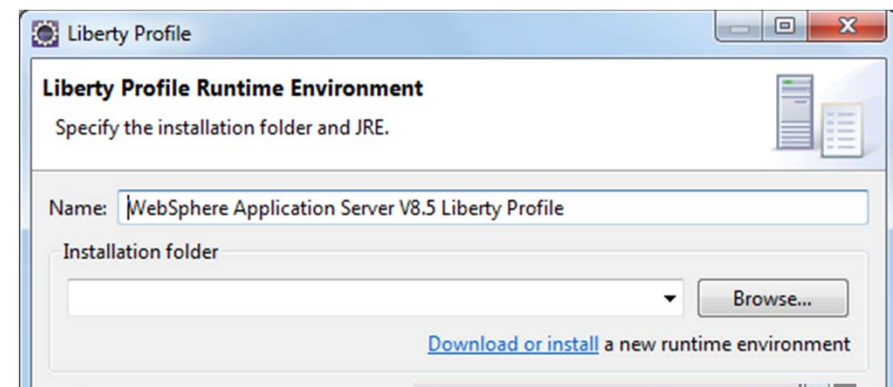 Liberty Profile
Liberty Profile Runtime Environment
Specify the installation folder and JRE.
Name: WebSphere Application Server V8.5 Liberty Profile
Installation folder
Browse...
Download or install a new runtime environment